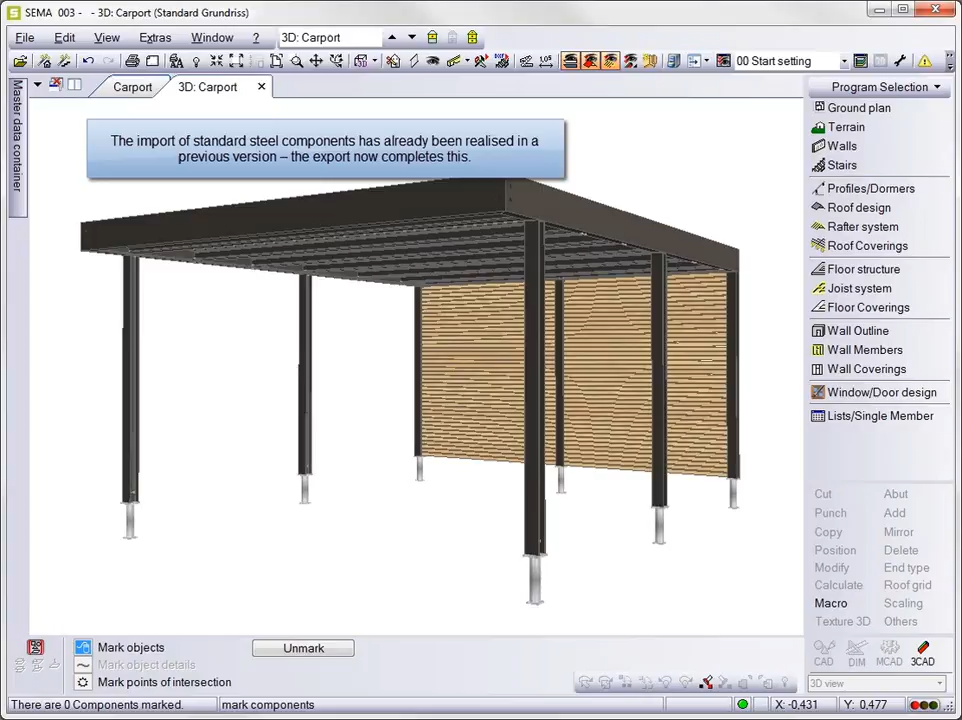 SEMA  003 -   - 3D: Carport (Standard Grundriss)
File Edit View Extras Window ? 3D: Carport
00 Start setting
Carport 3D: Carport
Program Selection
Master data container
The import of standard steel components has already been realised in a
previous version – the export now completes this.
Ground plan
Terrain
Walls
Stairs
Profiles/Dormers
Roof design
Rafter system
Roof Coverings
Floor structure
Joist system
Floor Coverings
Wall Outline
Wall Members
Wall Coverings
Window/Door design
Lists/Single Member
Cut Abut
Punch Add
Copy Mirror
Position Delete
Modify End type
Calculate Roof grid
Macro Scaling
Texture 3D Others
CAD DIM MCAD 3CAD
3D view
Mark objects Unmark
Mark object details
Mark points of intersection
There are 0 Components marked. mark components X: -0,431 Y: 0,477